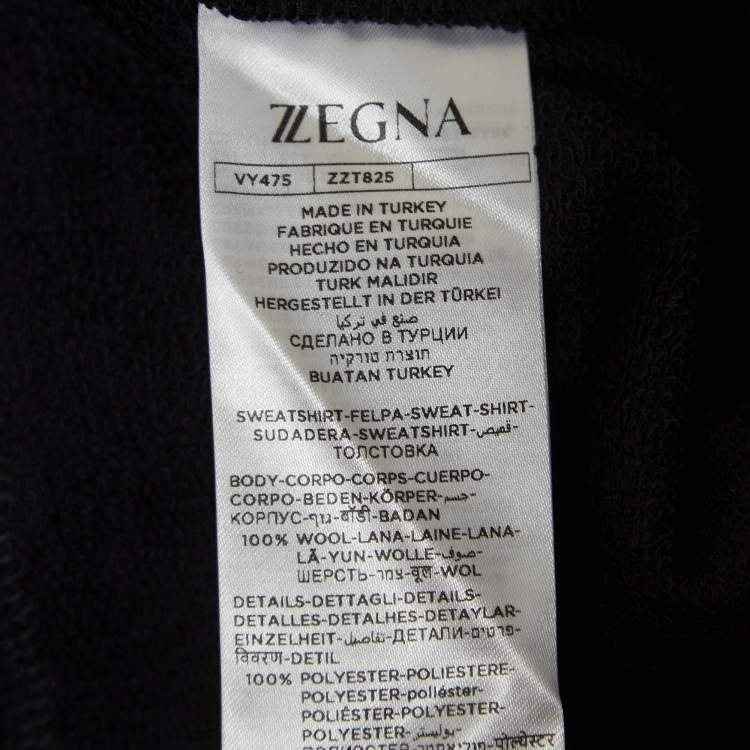 ZZEGNA
VY475 ZZT825
MADE IN TURKEY
FABRIQUE EN TURQUIE
HECHO EN TURQUIA
PRODUZIDO NA TURQUIA
TURK MALIDIR
HERGESTELLT IN DER TÜRKEI
صنع في تركيا
СДЕЛАНО В ТУРЦИИ
תוצרת טורקיה
BUATAN TURKEY
SWEATSHIRT-FELPA-SWEAT-SHIRT-
SUDADERA-SWEATSHIRT-قميص-
ТОЛСТОВКА
BODY-CORPO-CORPS-CUERPO-
CORPO-BEDEN-KÖRPER-جسم-
КОРПУС-גוף-बॉडी-BADAN
100% WOOL-LANA-LAINE-LANA-
LÃ-YUN-WOLLE-صوف-
ШЕРСТЬ-צמר-वूल-WOL
DETAILS-DETTAGLI-DETAILS-
DETALLES-DETALHES-DETAYLAR-
EINZELHEIT-تفاصيل-ДЕТАЛИ-פרטים-
विवरण-DETIL
100% POLYESTER-POLIESTERE-
POLYESTER-poliéster-
POLIÉSTER-POLYESTER-
POLYESTER-بوليستر-
पोलीयेस्टर